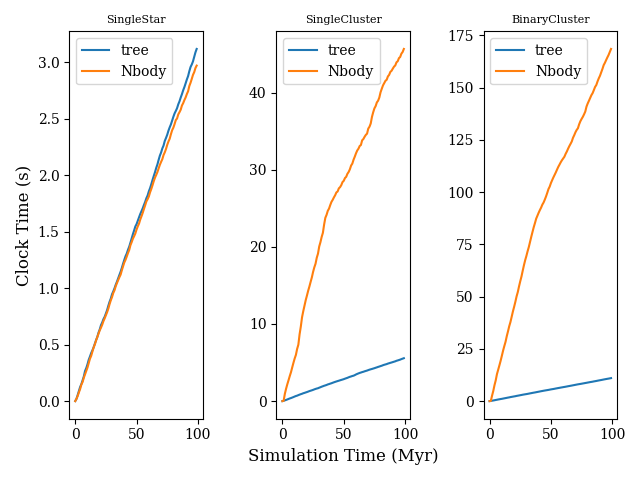 SingleStar
SingleCluster
BinaryCluster
tree
Nbody
tree
Nbody
tree
Nbody
3.0
2.5
2.0
1.5
1.0
0.5
0.0
40
30
20
10
0
175
150
125
100
75
50
25
0
0 50 100
0 50 100
0 50 100
Clock Time (s)
Simulation Time (Myr)